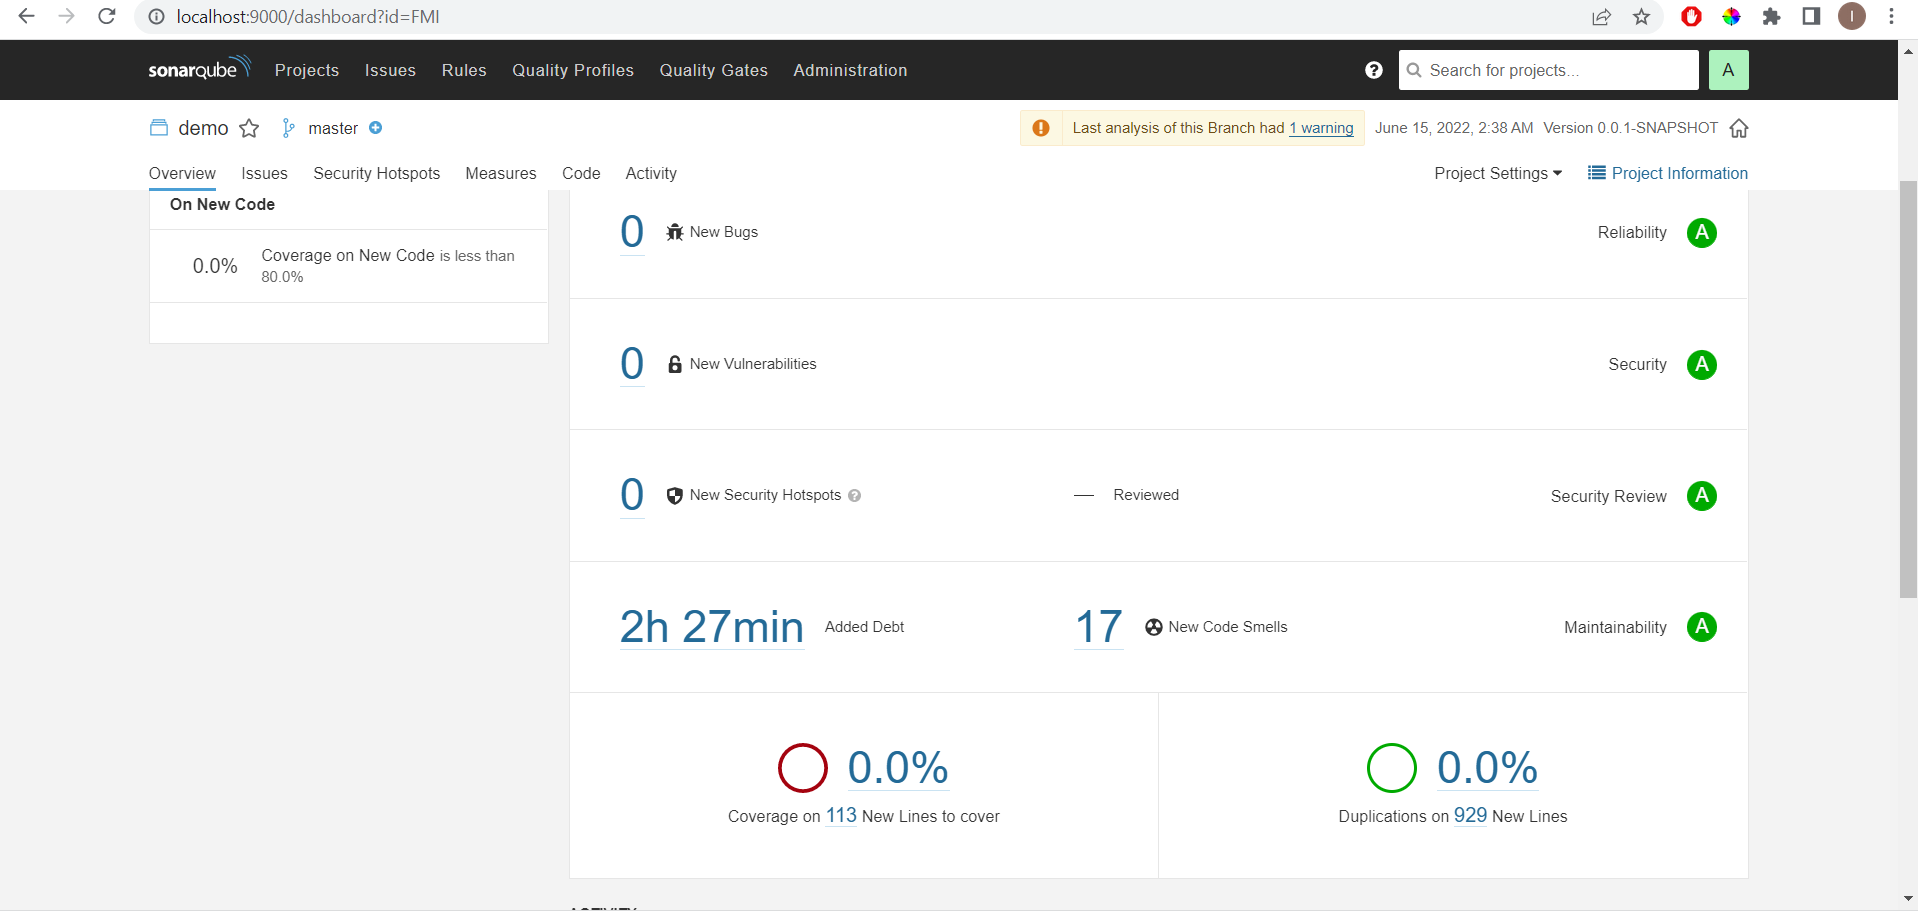 localhost:9000/dashboard?id=FMI
I
sonarqube Projects Issues Rules Quality Profiles Quality Gates Administration
? Search for projects... A
demo master
Last analysis of this Branch had 1 warning June 15, 2022, 2:38 AM Version 0.0.1-SNAPSHOT
Overview Issues Security Hotspots Measures Code Activity
Project Settings Project Information
On New Code
0.0% Coverage on New Code is less than
80.0%
0 New Bugs Reliability A
0 New Vulnerabilities Security A
0 New Security Hotspots ? — Reviewed Security Review A
2h 27min Added Debt 17 New Code Smells Maintainability A
0.0%
Coverage on 113 New Lines to cover
0.0%
Duplications on 929 New Lines
ACTIVITY